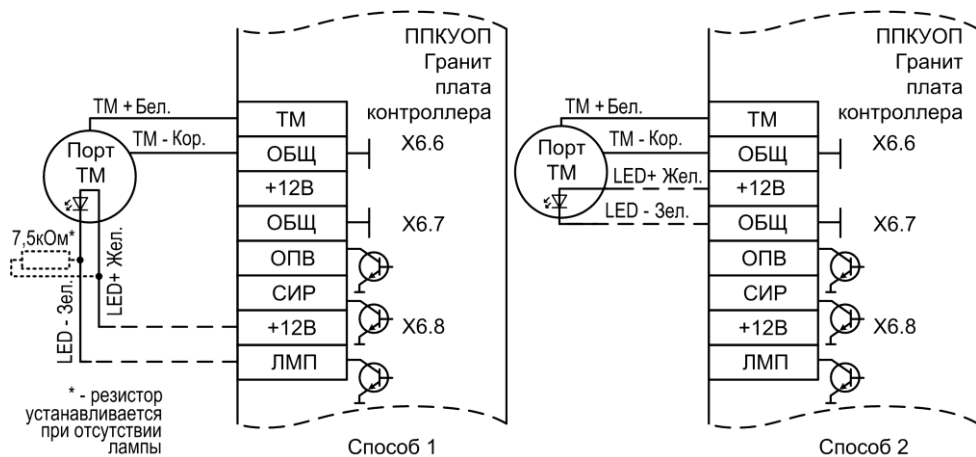 ППКУОП
Гранит
плата
контроллера
ТМ + Бел.
ТМ - Кор.
Порт
ТМ
7,5кОм*
LED - Зел.
LED+ Жел.
ТМ
ОБЩ
+12В
ОБЩ
ОПВ
СИР
+12В
ЛМП
X6.6
X6.7
X6.8
* - резистор
устанавливается
при отсутствии
лампы
Способ 1
ППКУОП
Гранит
плата
контроллера
ТМ + Бел.
ТМ - Кор.
Порт
ТМ
LED+ Жел.
LED - Зел.
ТМ
ОБЩ
+12В
ОБЩ
ОПВ
СИР
+12В
ЛМП
X6.6
X6.7
X6.8
Способ 2